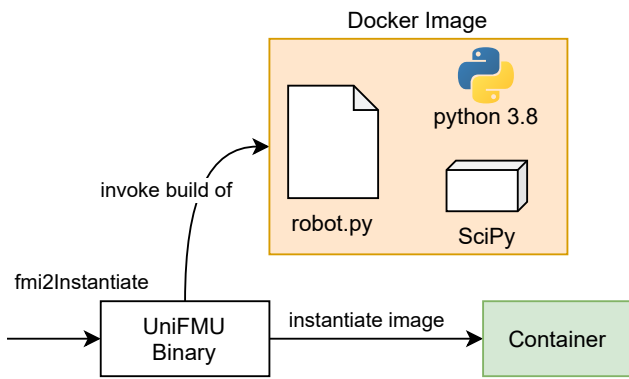 Docker Image
python 3.8
invoke build of
robot.py
SciPy
fmi2Instantiate
UniFMU
Binary
instantiate image
Container